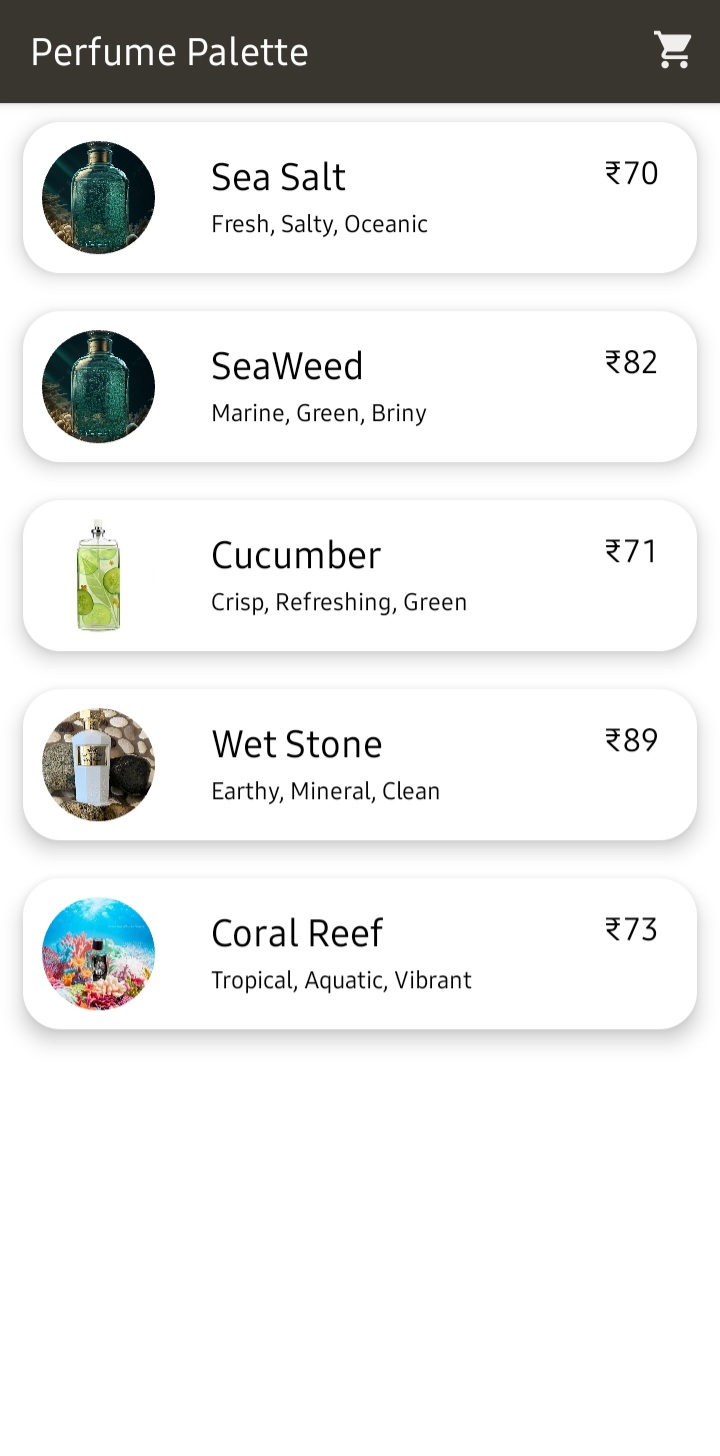 Perfume Palette
Sea Salt
₹70
Fresh, Salty, Oceanic
SeaWeed
₹82
Marine, Green, Briny
Cucumber
₹71
Crisp, Refreshing, Green
Wet Stone
₹89
Earthy, Mineral, Clean
Coral Reef
₹73
Tropical, Aquatic, Vibrant